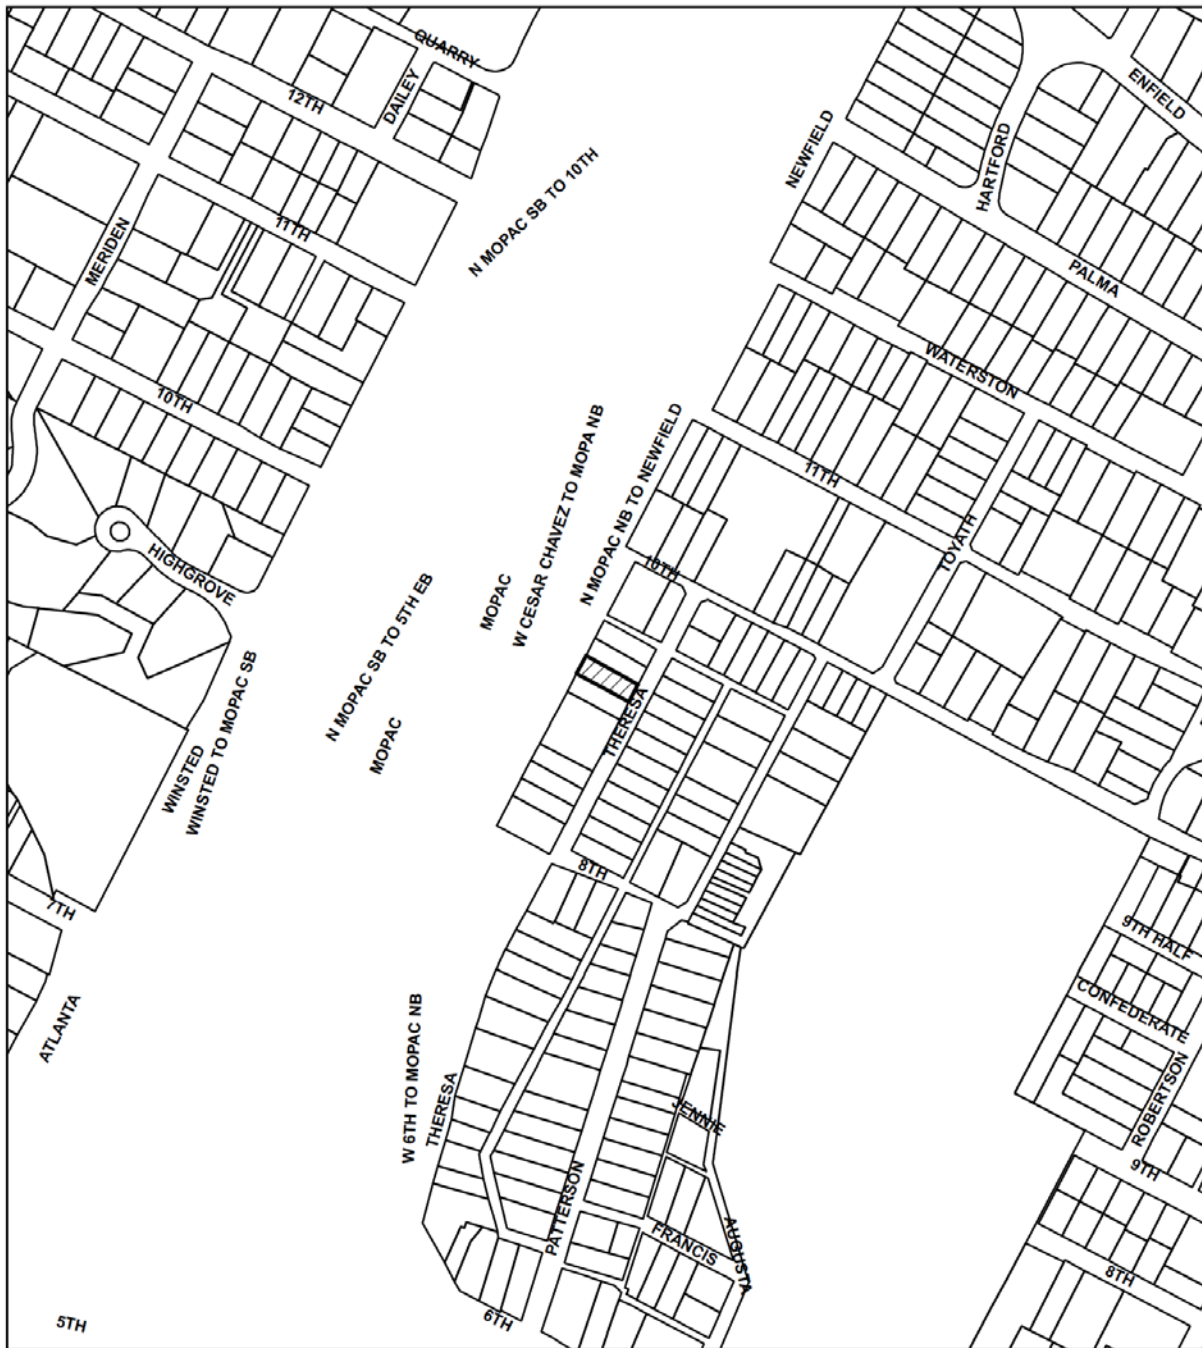 QUARRY
DAILEY
12TH
ENFIELD
HARTFORD
NEWFIELD
N MOPAC SB TO 10TH
11TH
MERIDEN
PALMA
WATERSTON
10TH
W CESAR CHAVEZ TO MOPA NB
N MOPAC NB TO NEWFIELD
11TH
TOYATH
HIGHGROVE
10TH
MOPAC
N MOPAC SB TO 5TH EB
WINSTED TO MOPAC SB
WINSTED
MOPAC
THERESA
8TH
7TH
9TH HALF
CONFEDERATE
ATLANTA
W 6TH TO MOPAC NB
THERESA
JENNIE
ROBERTSON
9TH
PATTERSON
FRANCIS
AUGUSTA
8TH
6TH
5TH